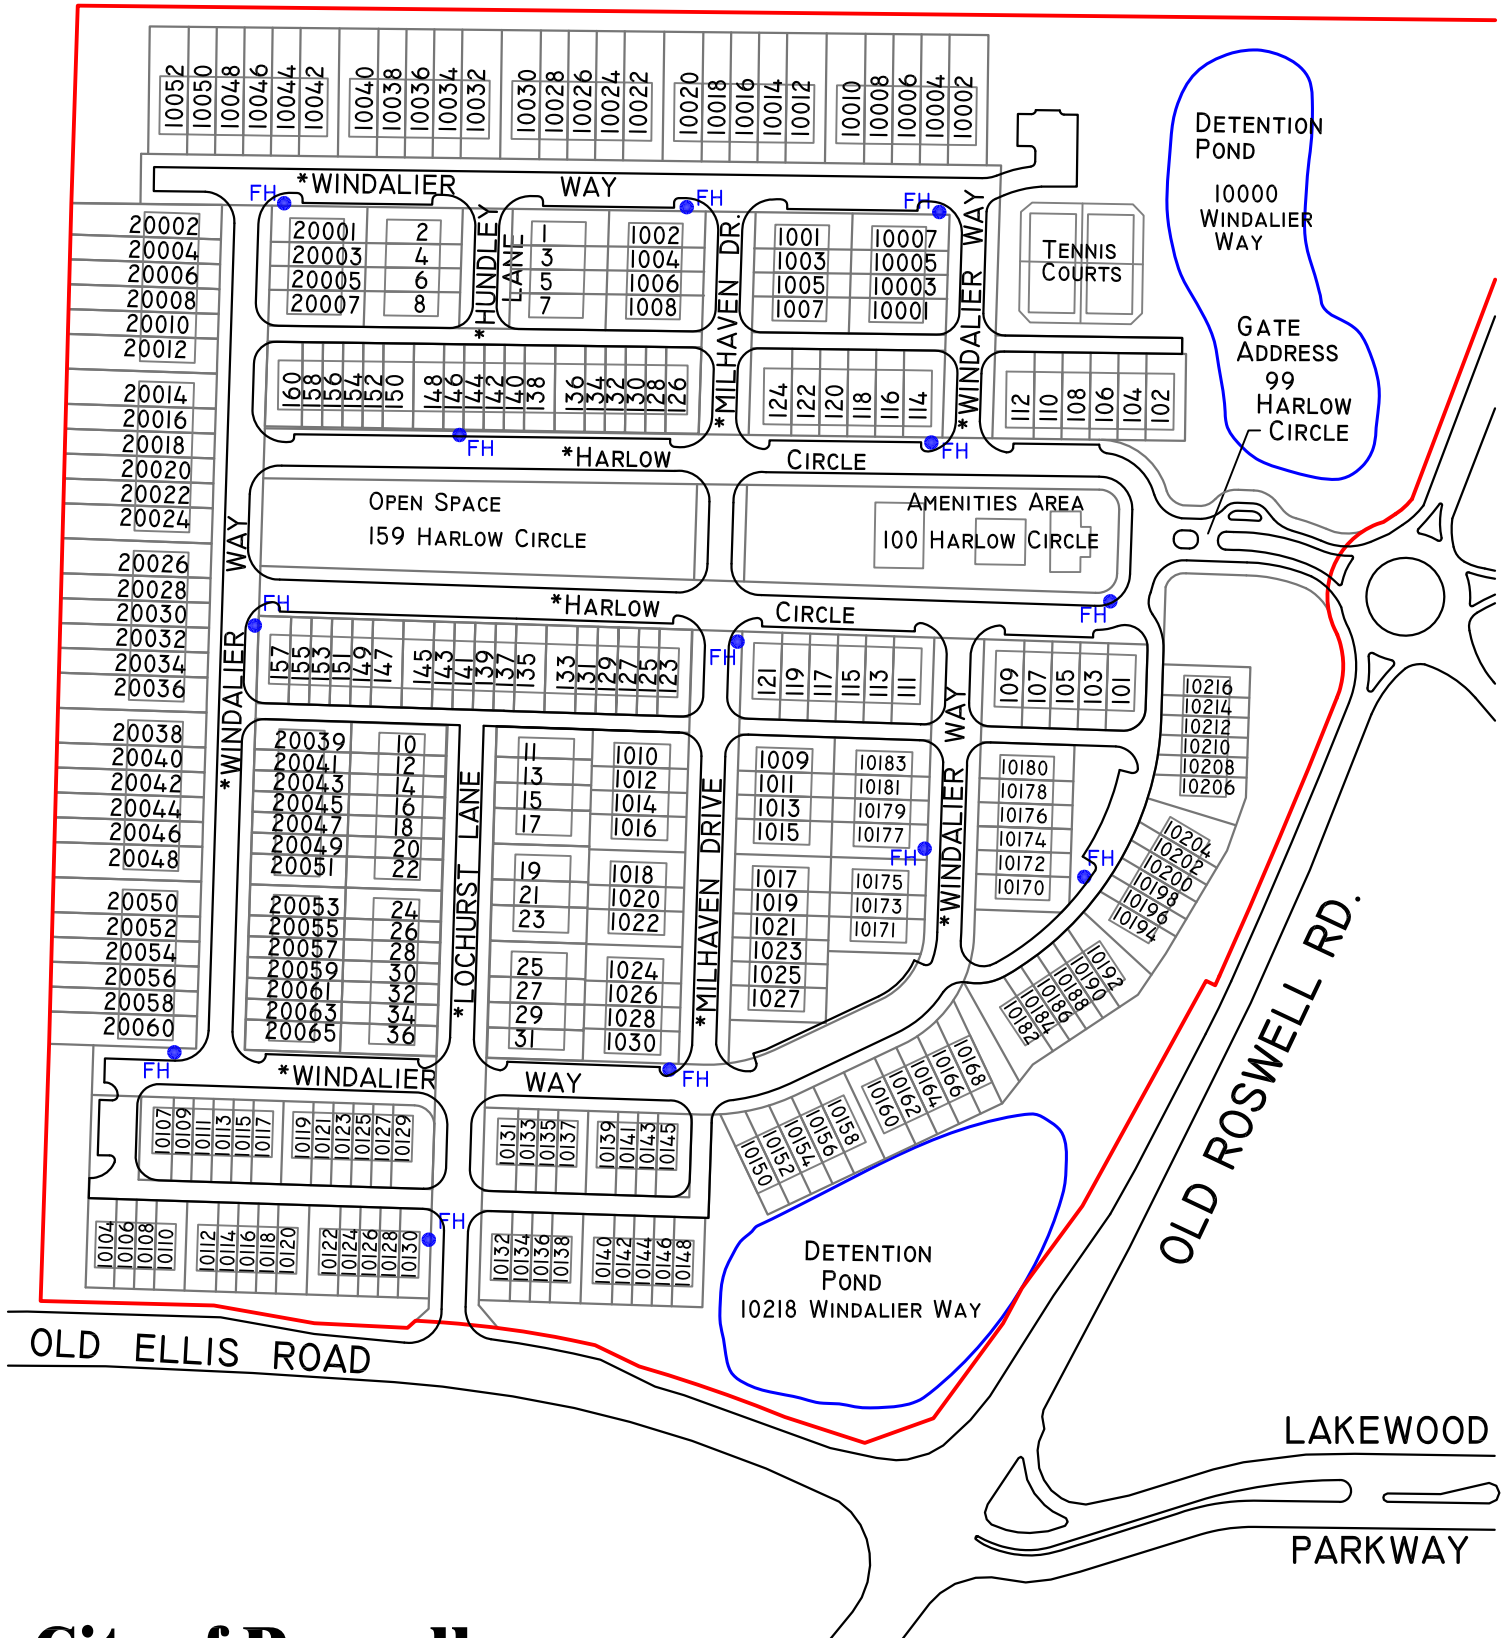 10052 10050 10048 10046 10044 10042 10040 10038 10036 10034 10032 10030 10028 10026 10024 10022 10020 10018 10016 10014 10012 10010 10008 10006 10004 10002
DETENTION
POND
10000
WINDALIER
WAY
*WINDALIER WAY
FH
FH
FH
*HUNDLEY
LANE
*MILHAVEN DR.
*WINDALIER WAY
20002
20004
20006
20008
20010
20012
20001 2
20003 4
20005 6
20007 8
1 1002
3 1004
5 1006
7 1008
1001 10007
1003 10005
1005 10003
1007 10001
TENNIS
COURTS
GATE
ADDRESS
99
HARLOW
CIRCLE
160 158 156 154 152 150 148 146 144 142 140 138 136 134 132 130 128 126
124 122 120 118 116 114
112 110 108 106 104 102
20014
20016
20018
20020
20022
20024
FH
FH
*HARLOW CIRCLE
OPEN SPACE
159 HARLOW CIRCLE
AMENITIES AREA
100 HARLOW CIRCLE
*WINDALIER WAY
20026
20028
20030
20032
20034
20036
FH
*HARLOW CIRCLE
FH
FH
157 155 153 151 149 147 145 143 141 139 137 135 133 131 129 127 125 123
121 119 117 115 113 111
109 107 105 103 101
10216
10214
10212
10210
10208
10206
20038
20040
20042
20044
20046
20048
20039 10
20041 12
20043 14
20045 16
20047 18
20049 20
20051 22
11 1010
13 1012
15 1014
17 1016
1009 10183
1011 10181
1013 10179
1015 10177
FH
10180
10178
10176
10174
10172
10170
FH
*WINDALIER WAY
10204
10202
10200
10198
10196
10194
*LOCHURST LANE
*MILHAVEN DRIVE
20050
20052
20054
20056
20058
20060
20053 24
20055 26
20057 28
20059 30
20061 32
20063 34
20065 36
19 1018
21 1020
23 1022
25 1024
27 1026
29 1028
31 1030
1017 10175
1019 10173
1021 10171
1023
1025
1027
10192
10190
10188
10186
10184
10182
OLD ROSWELL RD.
FH
*WINDALIER WAY
FH
10168
10166
10164
10162
10160
10158
10156
10154
10152
10150
10107 10109 10111 10113 10115 10117 10119 10121 10123 10125 10127 10129
10131 10133 10135 10137 10139 10141 10143 10145
10104 10106 10108 10110 10112 10114 10116 10118 10120 10122 10124 10126 10128 10130
FH
10132 10134 10136 10138 10140 10142 10144 10146 10148
DETENTION
POND
10218 WINDALIER WAY
OLD ELLIS ROAD
LAKEWOOD
PARKWAY